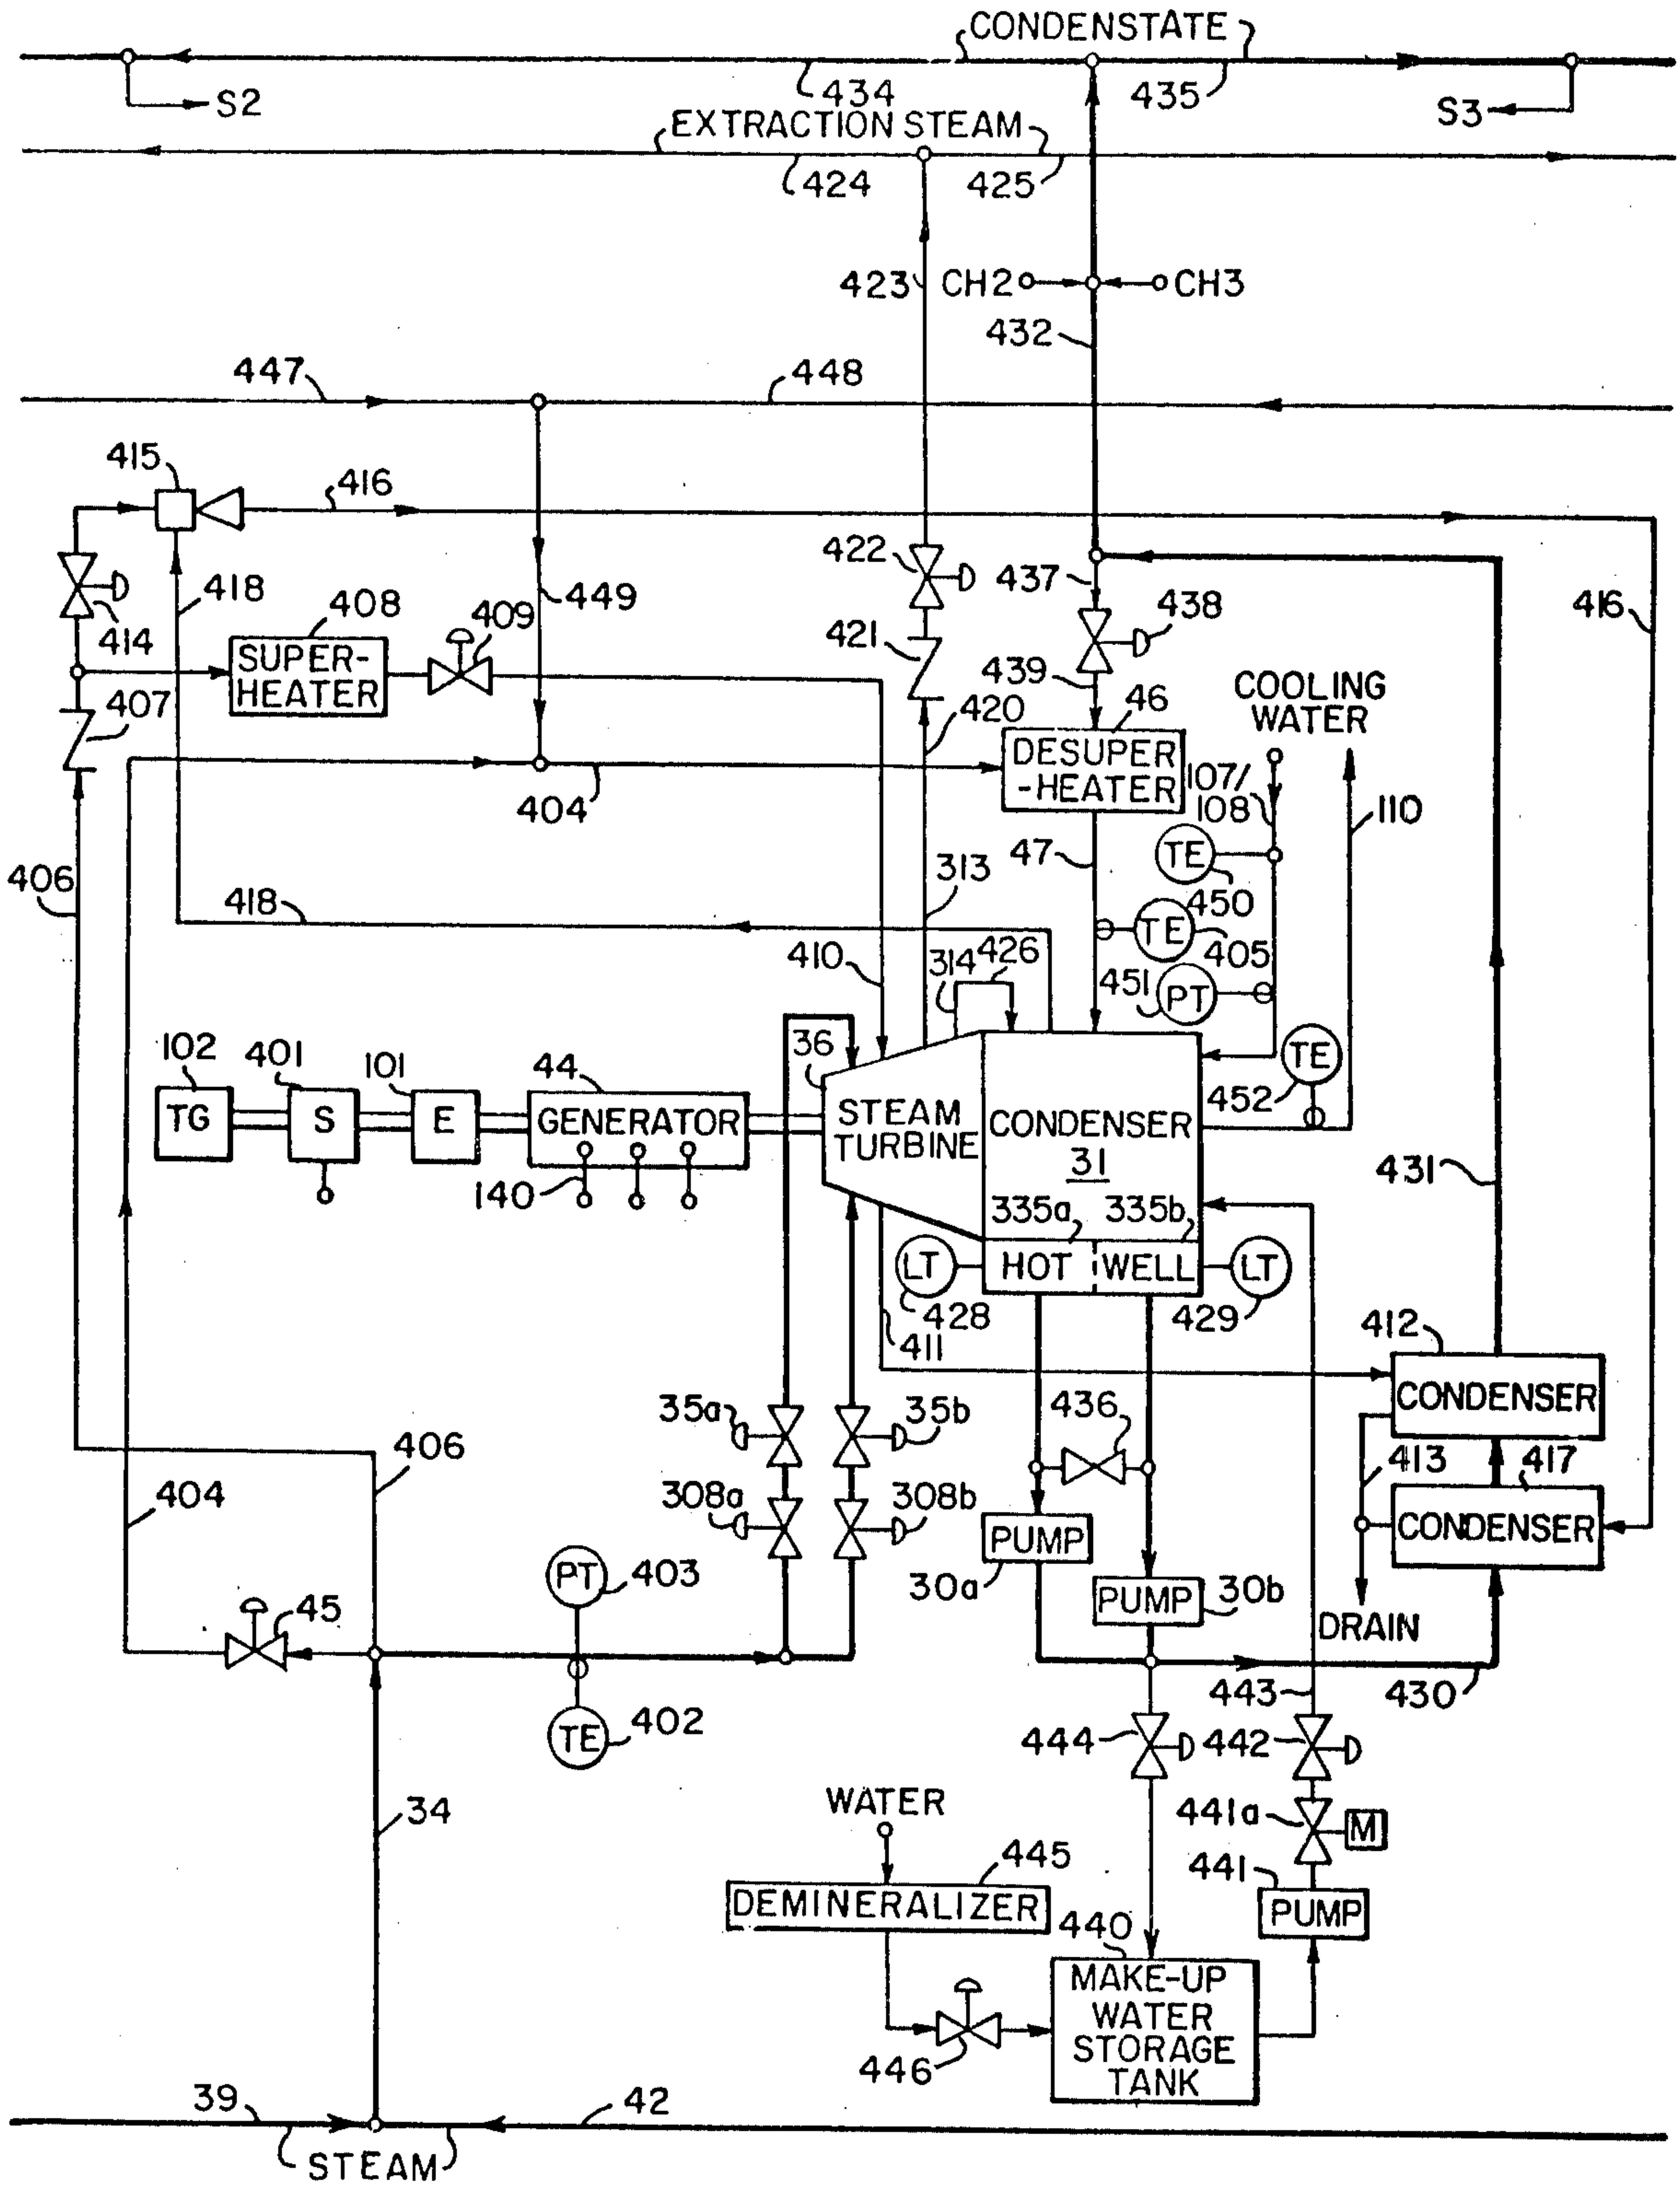 CONDENSTATE
434
435
S2
S3
EXTRACTION STEAM
424
425
423
CH2
CH3
432
447
448
415
416
422
437
438
418
408
409
449
416
414
SUPER-
HEATER
421
439
COOLING
WATER
407
420
46
DESUPER
-HEATER
107/
108
404
110
47
TE
313
406
418
450
TE
405
410
314
426
451
PT
102
401
101
44
36
TE
TG
S
E
GENERATOR
STEAM
TURBINE
CONDENSER
31
452
140
335a
335b
431
LT
HOT
WELL
LT
428
429
411
412
CONDENSER
35a
35b
436
406
413
417
404
308a
308b
CONDENSER
PUMP
PT
403
30a
PUMP
30b
45
DRAIN
443
430
TE
402
444
442
WATER
34
441a
M
445
441
DEMINERALIZER
440
PUMP
MAKE-UP
WATER
STORAGE
TANK
446
39
42
STEAM